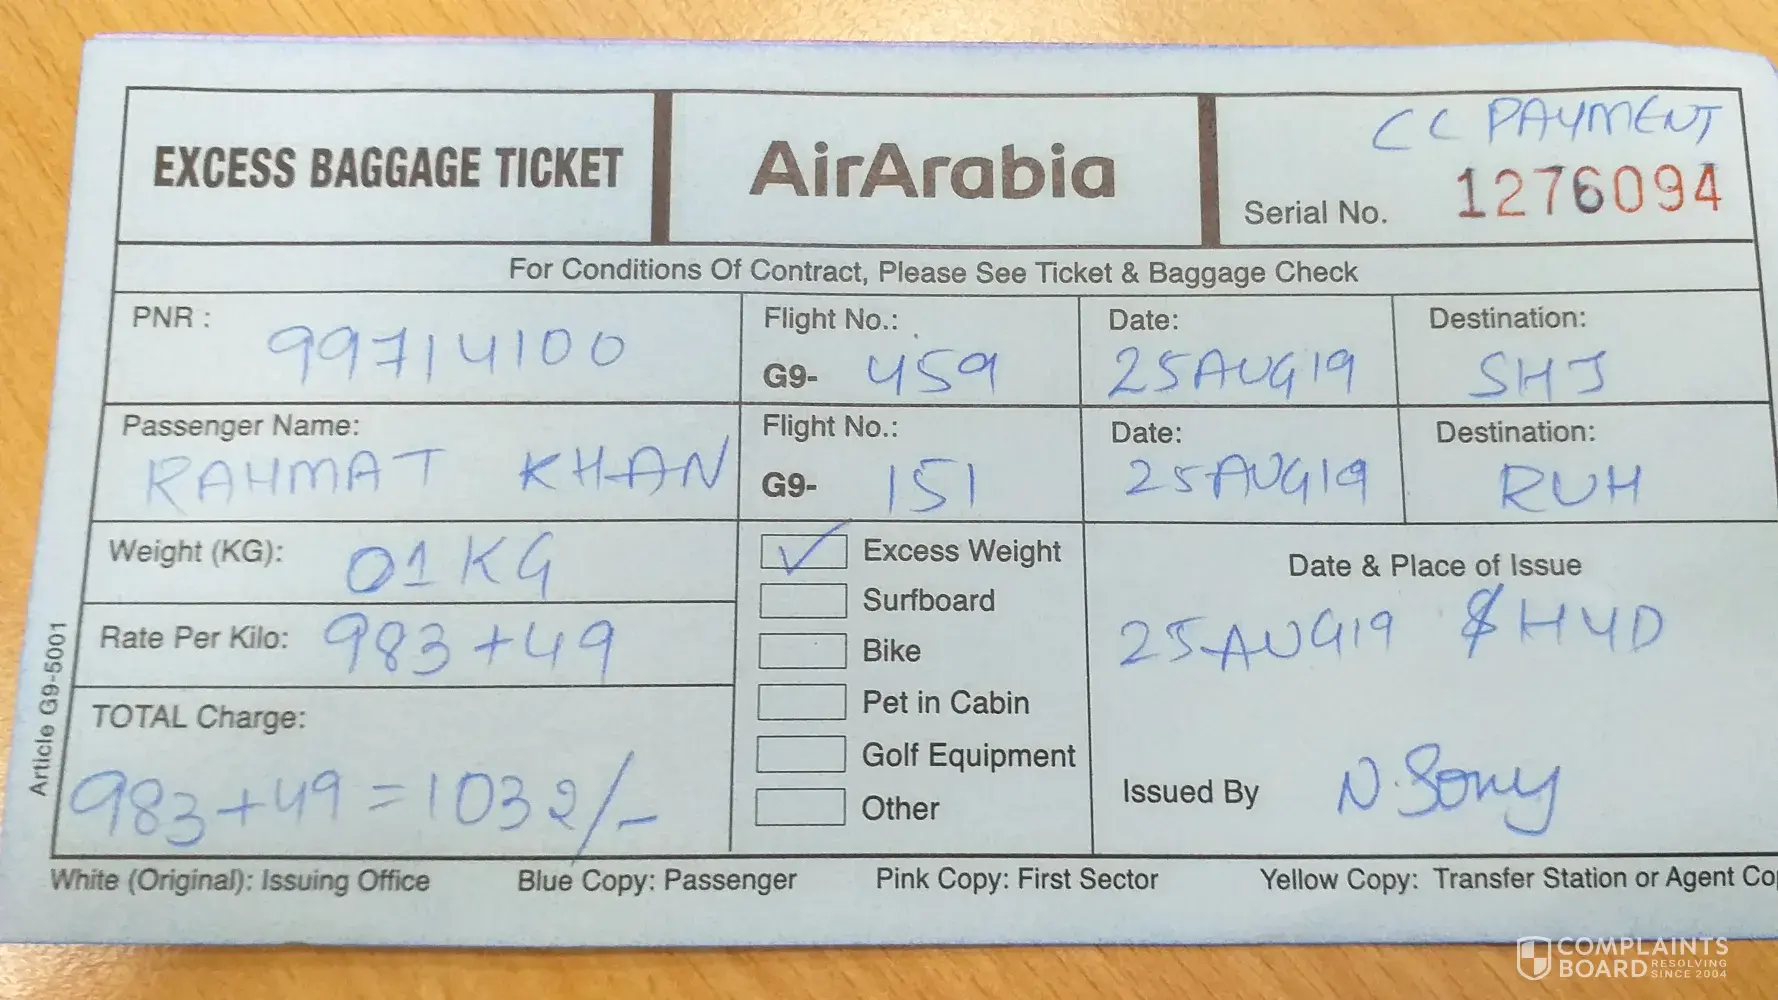 CC PAYMENT
EXCESS BAGGAGE TICKET
AirArabia
Serial No. 1276094
For Conditions Of Contract, Please See Ticket & Baggage Check
PNR : 99714100
Flight No.: G9- 459
Date: 25AUG19
Destination: SHJ
Passenger Name: RAHMAT KHAN
Flight No.: G9- 151
Date: 25AUG19
Destination: RUH
Weight (KG): 01KG
Rate Per Kilo: 983+49
TOTAL Charge:
983+49=1032/-
Excess Weight
Surfboard
Bike
Pet in Cabin
Golf Equipment
Other
Date & Place of Issue
25AUG19 HYD
Issued By N.Sony
Article G9-5001
White (Original): Issuing Office
Blue Copy: Passenger
Pink Copy: First Sector
Yellow Copy: Transfer Station or Agent Co
COMPLAINTS
BOARD RESOLVING
SINCE 2004